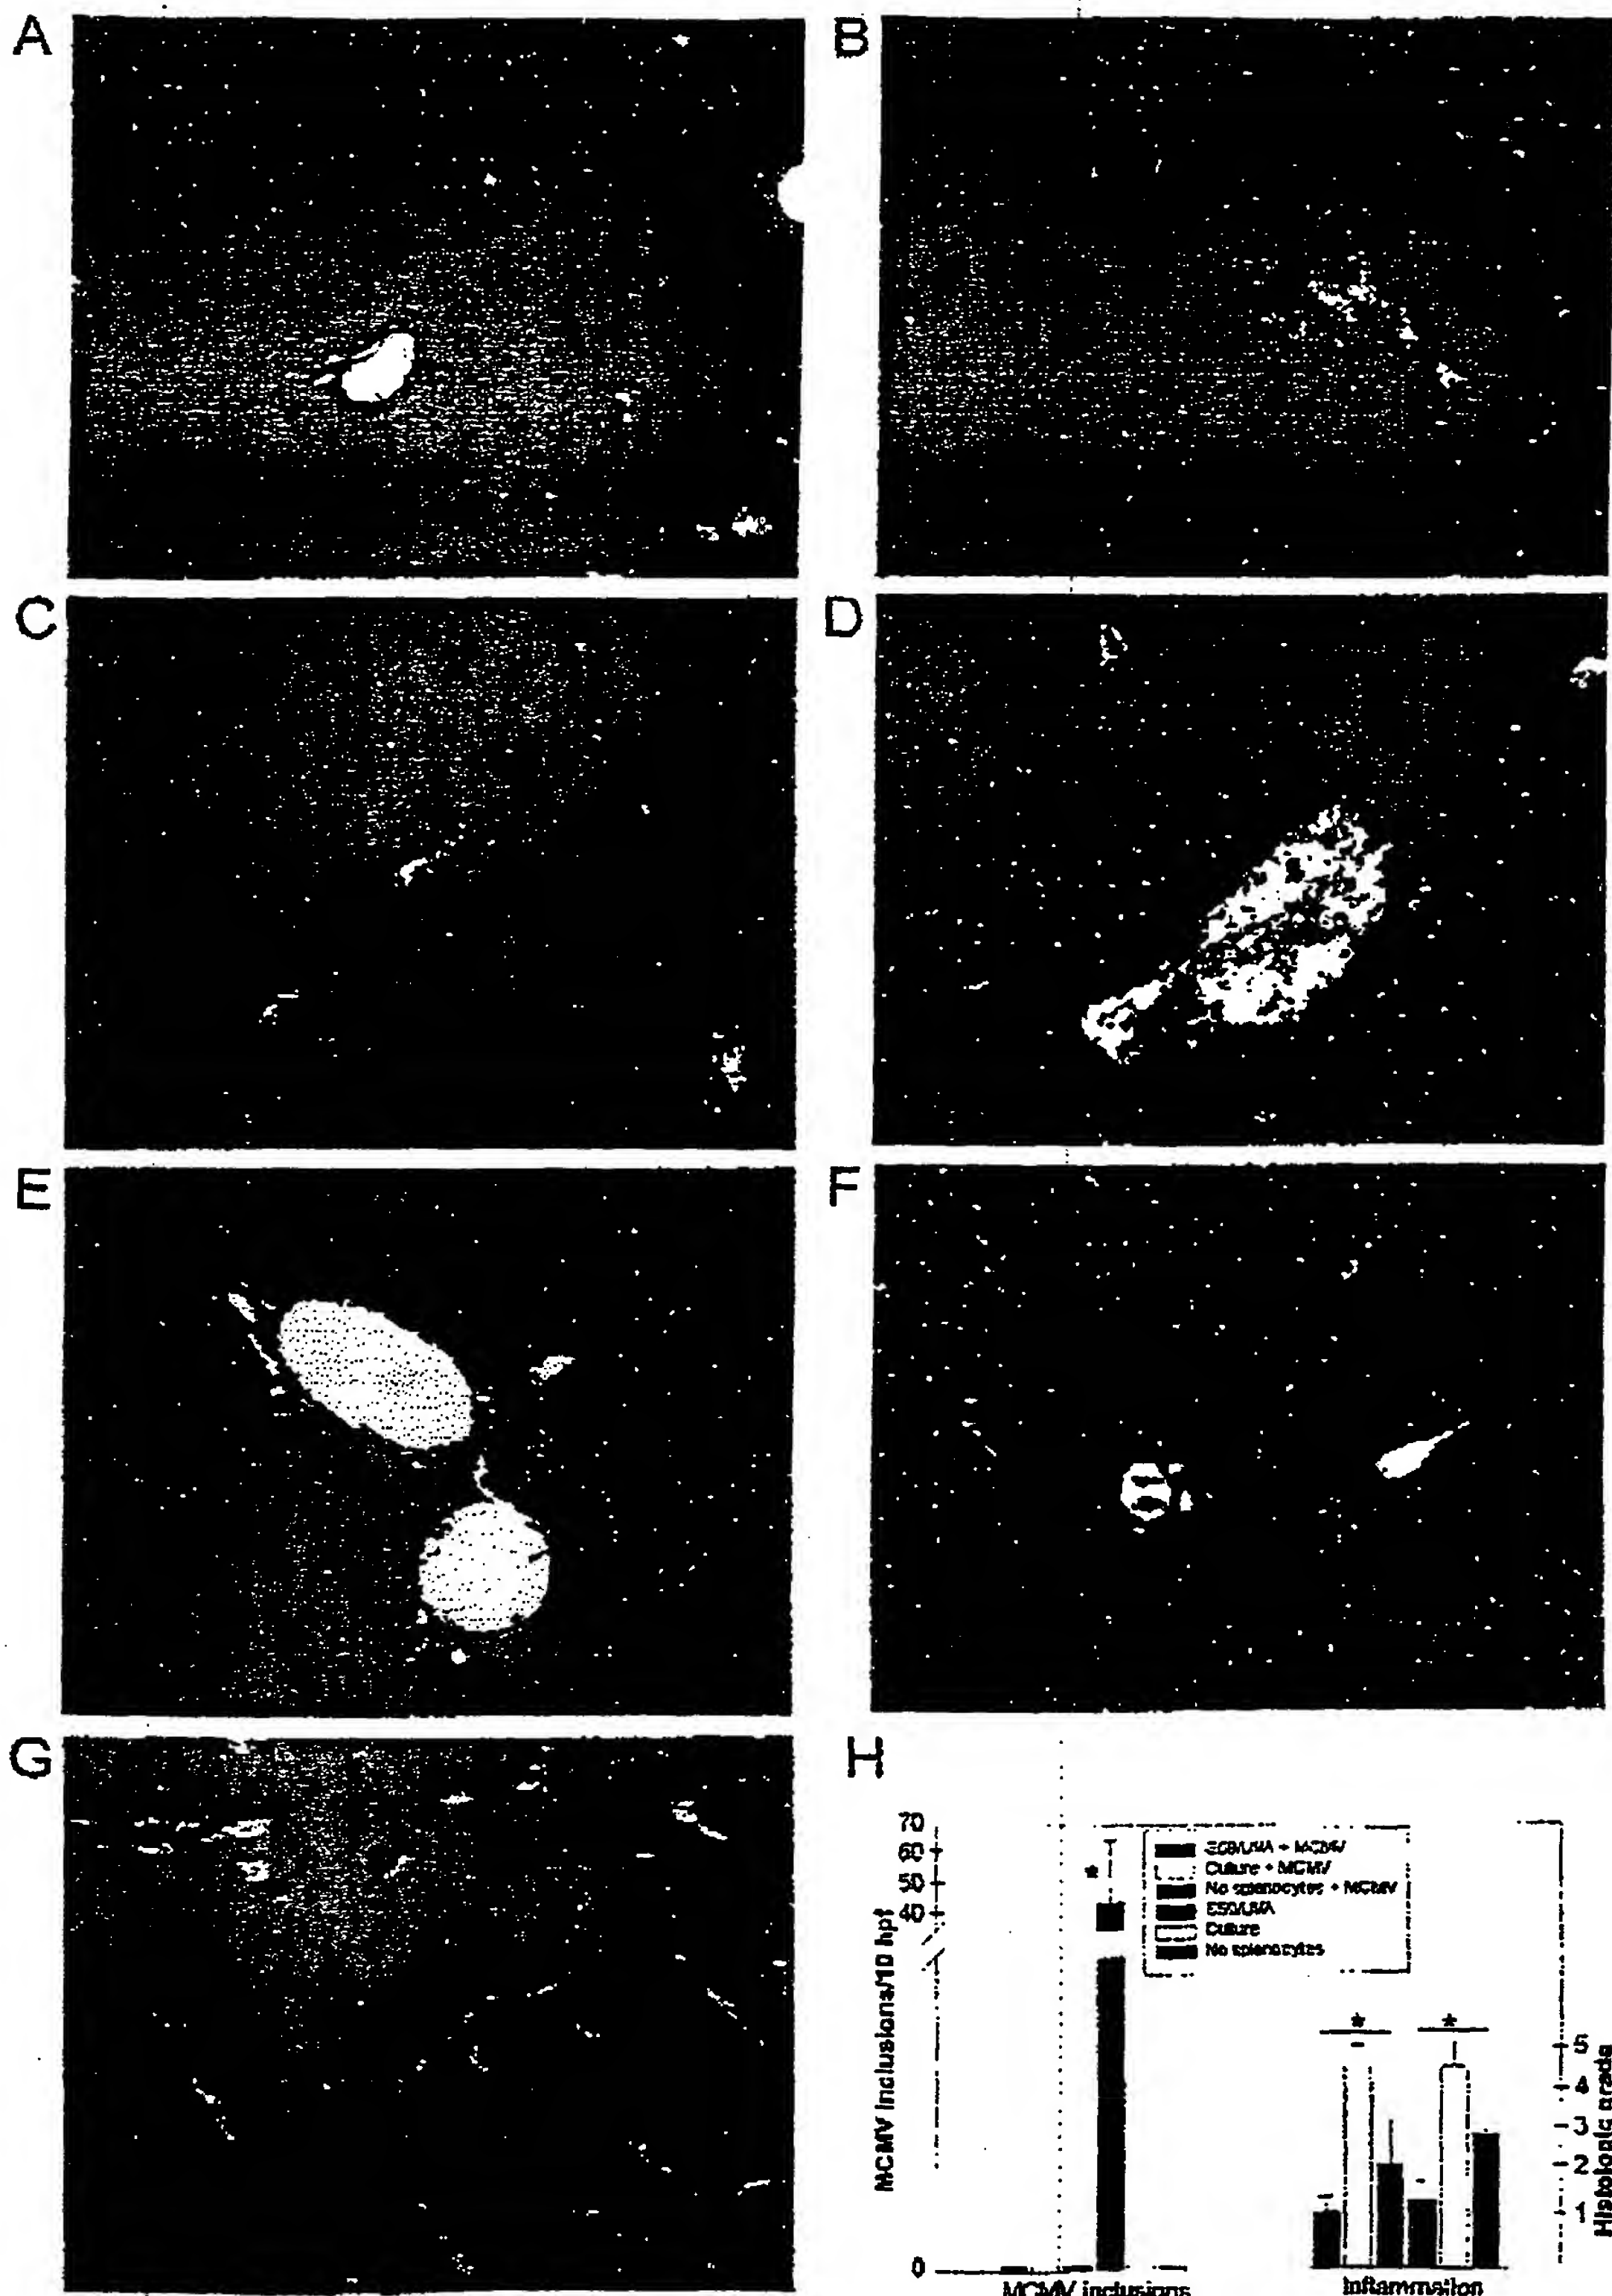 A
B
C
D
E
F
G
H
70
60
50
40
0
MCMV inclusions/10 hpf
+ MCMV
Culture + MCMV
No splenocytes + MCMV
Culture
No splenocytes
*
*
*
5
4
3
2
1
Histologic grade
MCMV inclusions
Inflammation